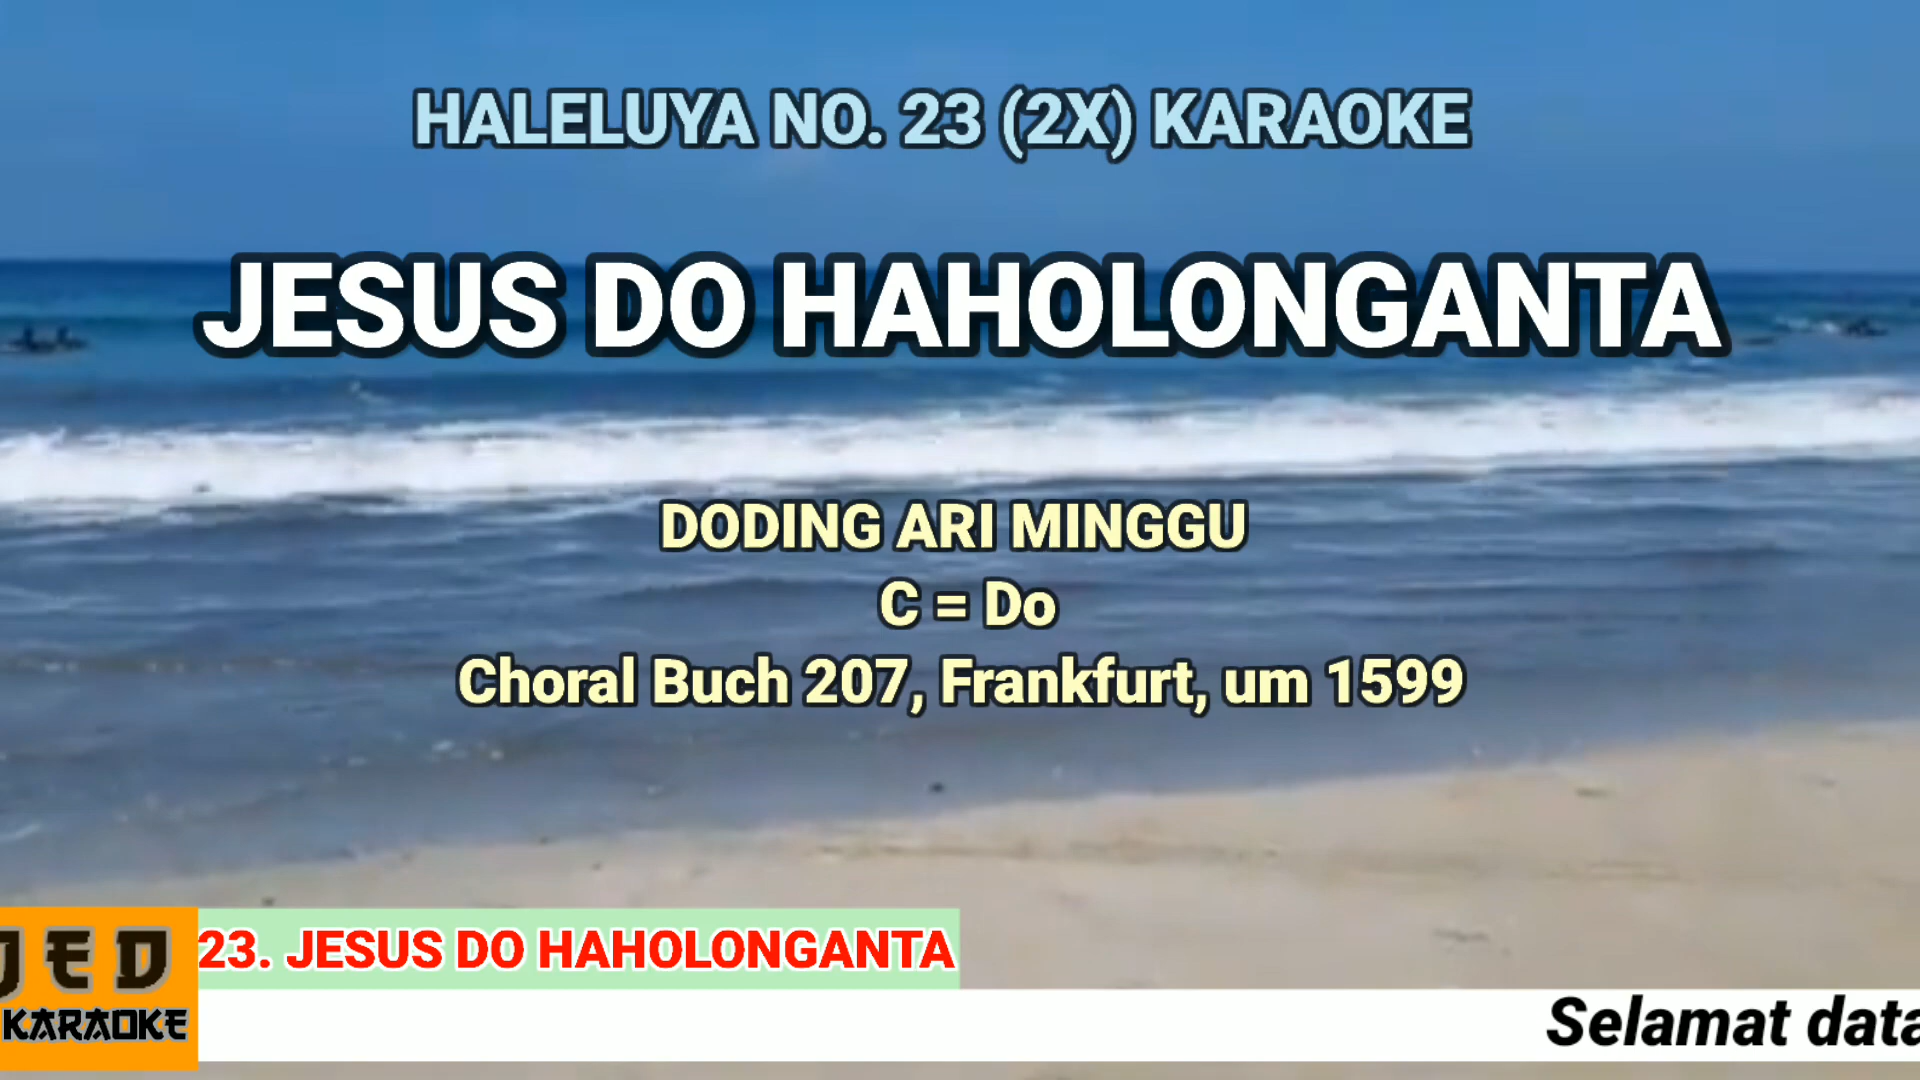 HALELUYA NO. 23 (2X) KARAOKE
JESUS DO HAHOLONGANTA
DODING ARI MINGGU
C = Do
Choral Buch 207, Frankfurt, um 1599
JED
KARAOKE
23. JESUS DO HAHOLONGANTA
Selamat data